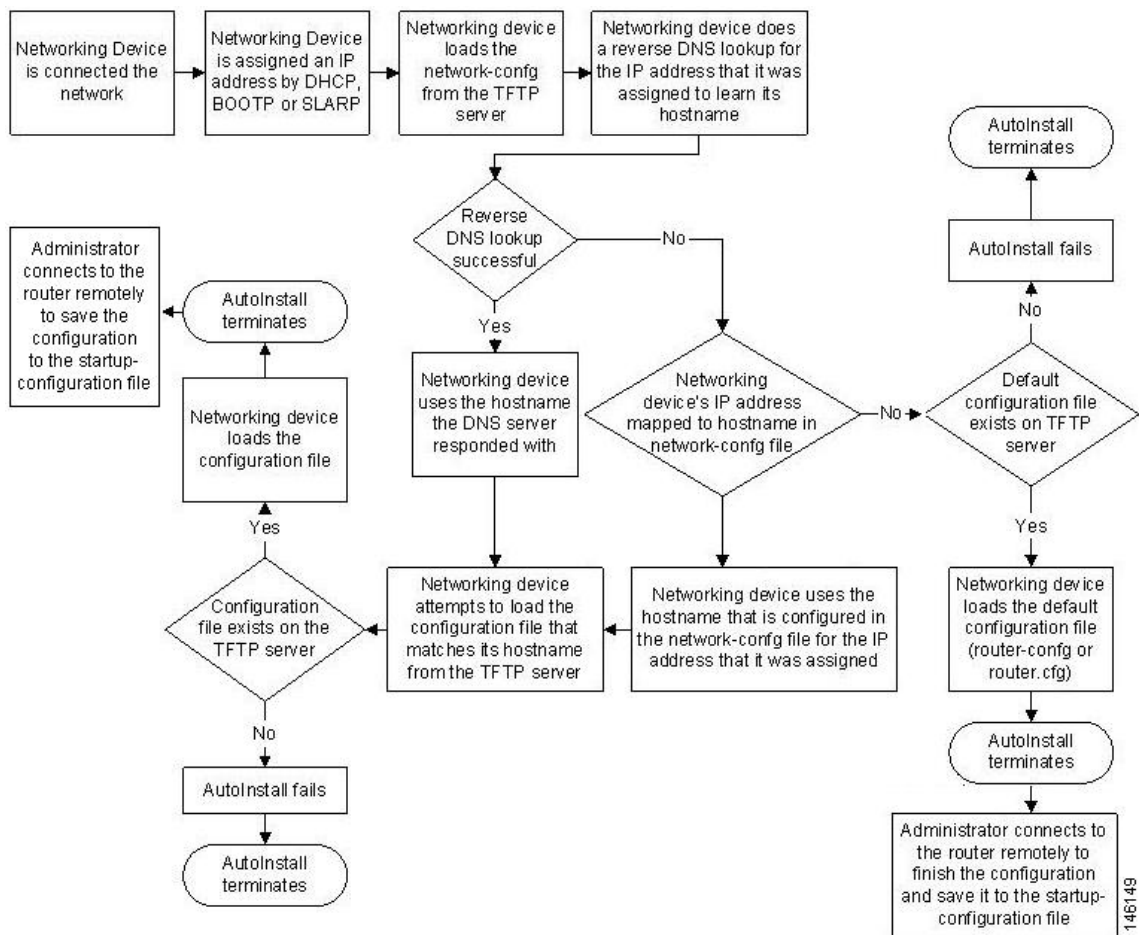 Networking Device
is connected the
network
Networking Device
is assigned an IP
address by DHCP,
BOOTP or SLARP
Networking device
loads the
network-confg
from the TFTP
server
Networking device does
a reverse DNS lookup for
the IP address that it was
assigned to learn its
hostname
AutoInstall
terminates
AutoInstall fails
No
Reverse
DNS lookup
successful
No
Yes
Administrator
connects to the
router remotely
to save the
configuration
to the startup-
configuration file
AutoInstall
terminates
Networking device
loads the
configuration file
Yes
Networking device
uses the hostname
the DNS server
responded with
Networking
device's IP address
mapped to hostname in
network-confg file
No
Default
configuration file
exists on TFTP
server
Yes
Configuration
file exists on the
TFTP server
Networking device
attempts to load the
configuration file that
matches its hostname
from the TFTP server
Networking device uses the
hostname that is configured in
the network-confg file for the IP
address that it was assigned
Networking device
loads the default
configuration file
(router-confg or
router.cfg)
No
AutoInstall fails
AutoInstall
terminates
AutoInstall
terminates
Administrator connects to
the router remotely to
finish the configuration
and save it to the startup-
configuration file
146149